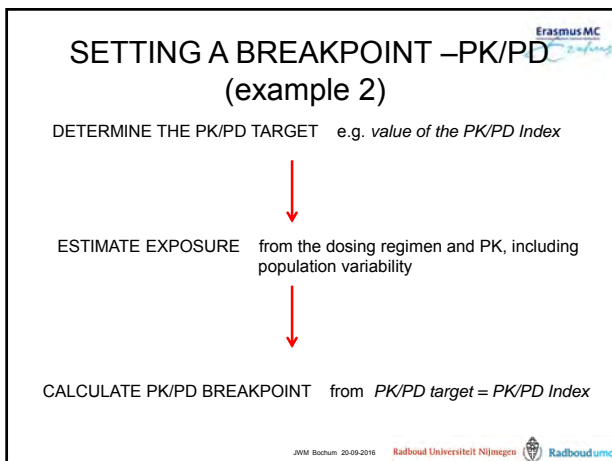 Erasmus MC
SETTING A BREAKPOINT –PK/PD
(example 2)
DETERMINE THE PK/PD TARGET e.g. value of the PK/PD Index
ESTIMATE EXPOSURE from the dosing regimen and PK, including
population variability
CALCULATE PK/PD BREAKPOINT from PK/PD target = PK/PD Index
JWM Bochum 20-09-2016 Radboud Universiteit Nijmegen Radboudumc